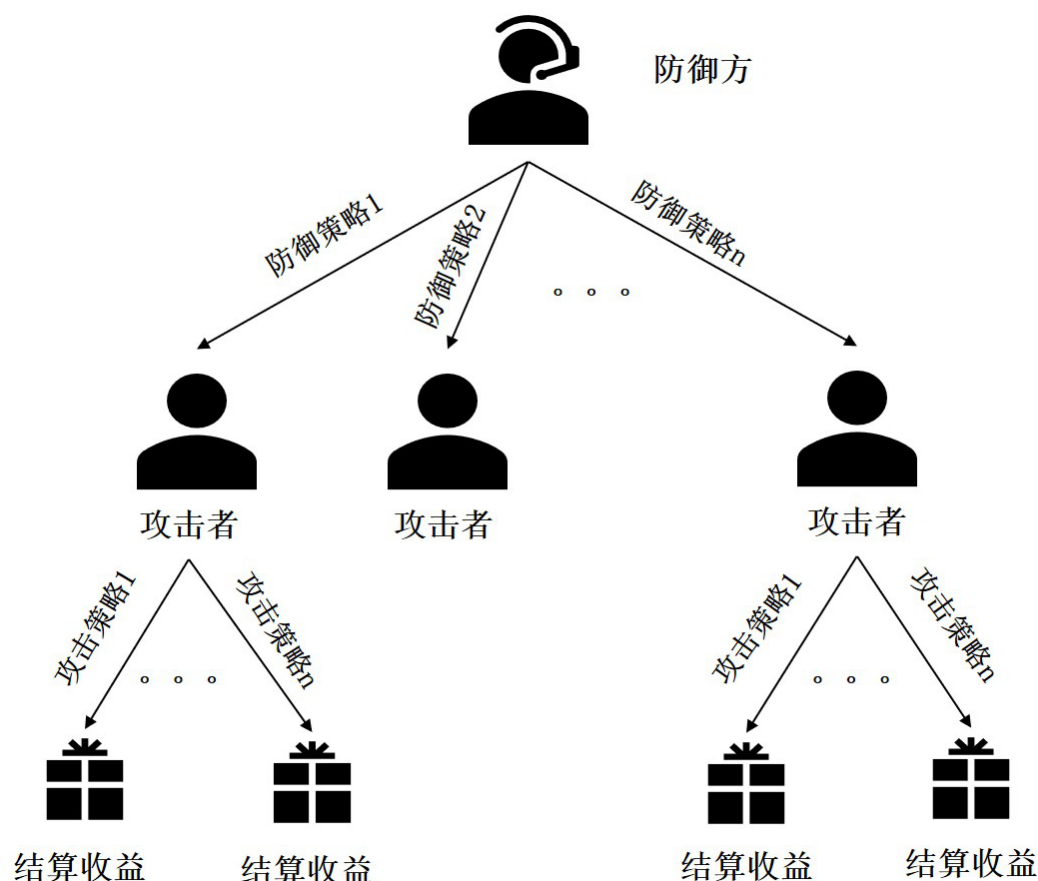 防御方
防御策略1
防御策略2
防御策略n
。。。
攻击者
攻击者
攻击者
攻击策略1
攻击策略n
攻击策略1
攻击策略n
。。。
。。。
结算收益
结算收益
结算收益
结算收益